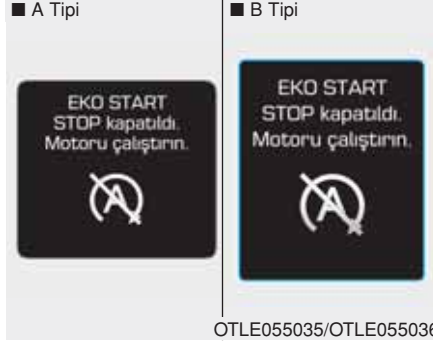 ■ A Tipi
EKO START
STOP kapatıldı.
Motoru çalıştırın.
■ B Tipi
EKO START
STOP kapatıldı.
Motoru çalıştırın.
OTLE055035/OTLE055036